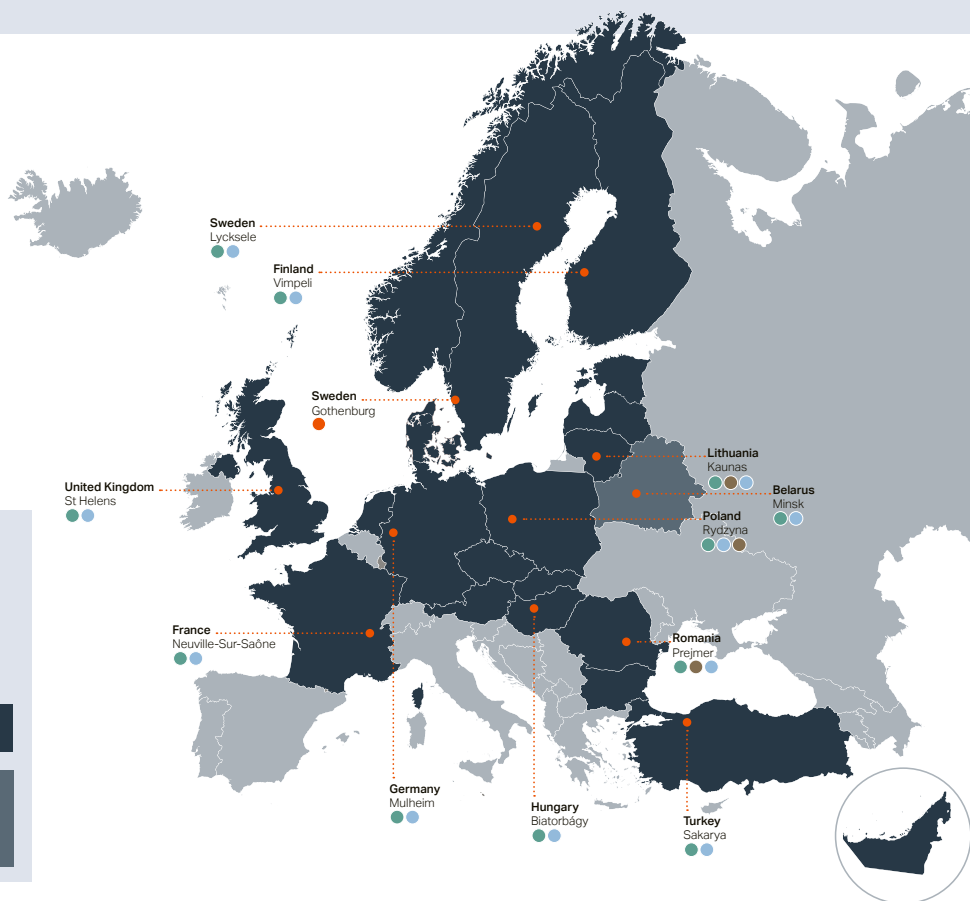 Sweden
Lycksele
Finland
Vimpeli
Sweden
Gothenburg
Lithuania
Kaunas
United Kingdom
St Helens
Belarus
Minsk
Poland
Rydzyna
France
Neuville-Sur-Saône
Romania
Prejmer
Germany
Mulheim
Hungary
Biatorbágy
Turkey
Sakarya